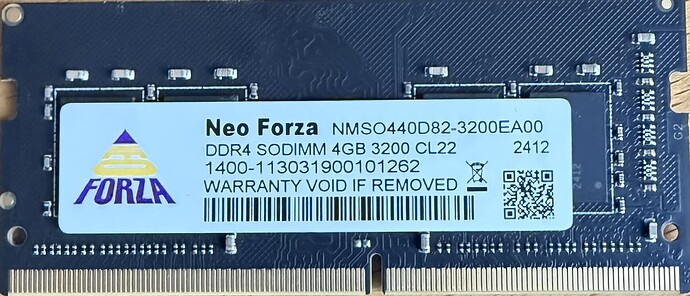 Neo Forza NMSO440D82-3200EA00
DDR4 SODIMM 4GB 3200 CL22 2412
1400-113031900101262
WARRANTY VOID IF REMOVED
FORZA
2412